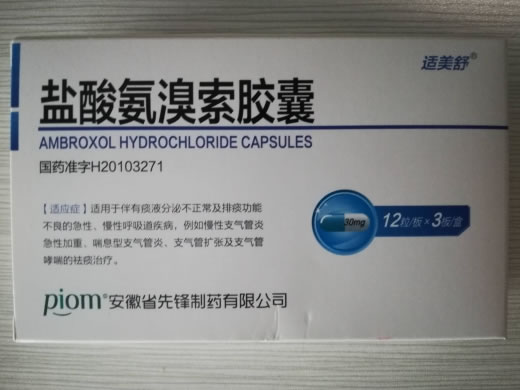 适美舒®
盐酸氨溴索胶囊
AMBROXOL HYDROCHLORIDE CAPSULES
国药准字H20103271
【适应症】适用于伴有痰液分泌不正常及排痰功能
不良的急性、慢性呼吸道疾病，例如慢性支气管炎
急性加重、喘息型支气管炎、支气管扩张及支气管
哮喘的祛痰治疗。
30mg
12粒/板×3板/盒
piom®安徽省先锋制药有限公司